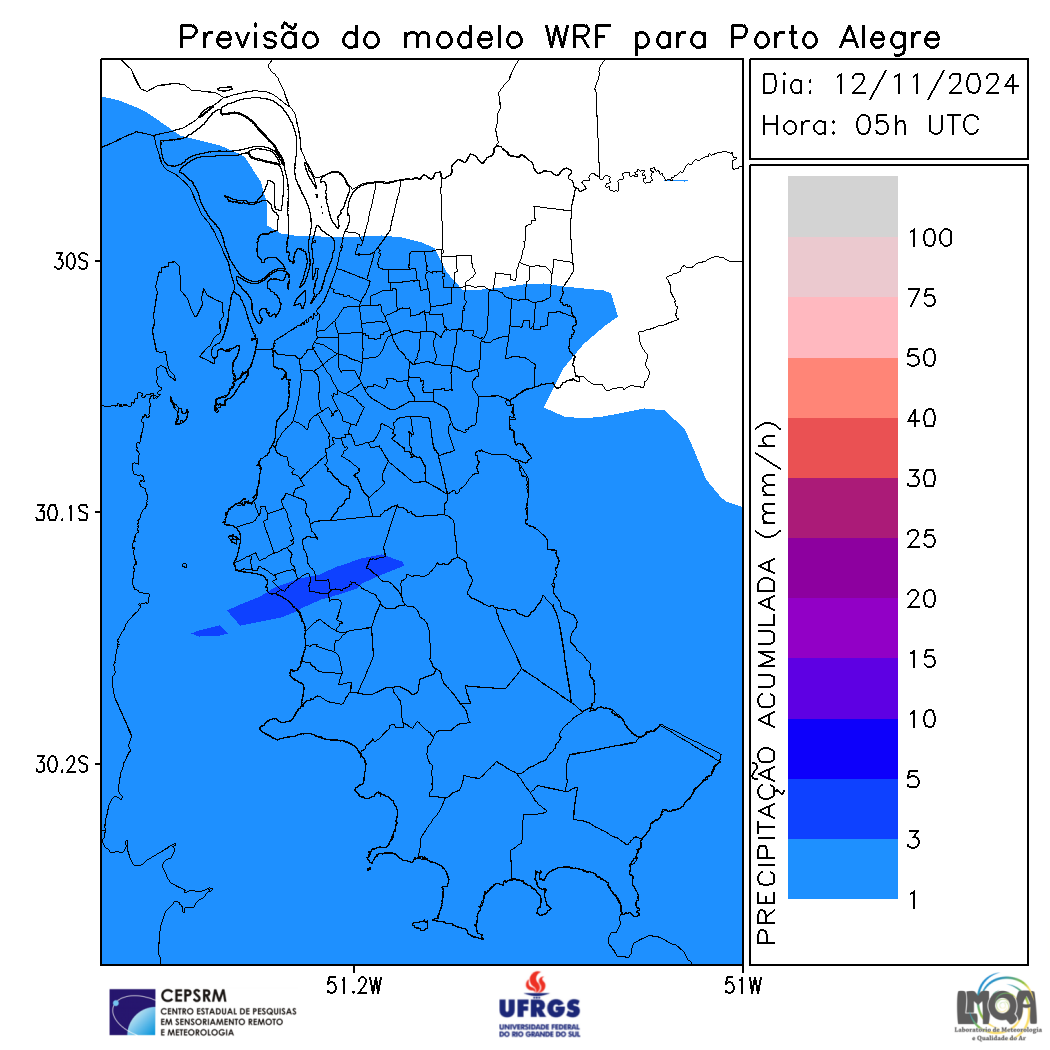 Previsão do modelo WRF para Porto Alegre
Dia: 12/11/2024
Hora: 05h UTC
30S
30.1S
30.2S
51.2W
51W
PRECIPITAÇÃO ACUMULADA (mm/h)
100
75
50
40
30
25
20
15
10
5
3
1
CEPSRM
CENTRO ESTADUAL DE PESQUISAS
EM SENSORIAMENTO REMOTO
E METEOROLOGIA
UFRGS
UNIVERSIDADE FEDERAL
DO RIO GRANDE DO SUL
LMQA
Laboratório de Meteorologia
e Qualidade do Ar